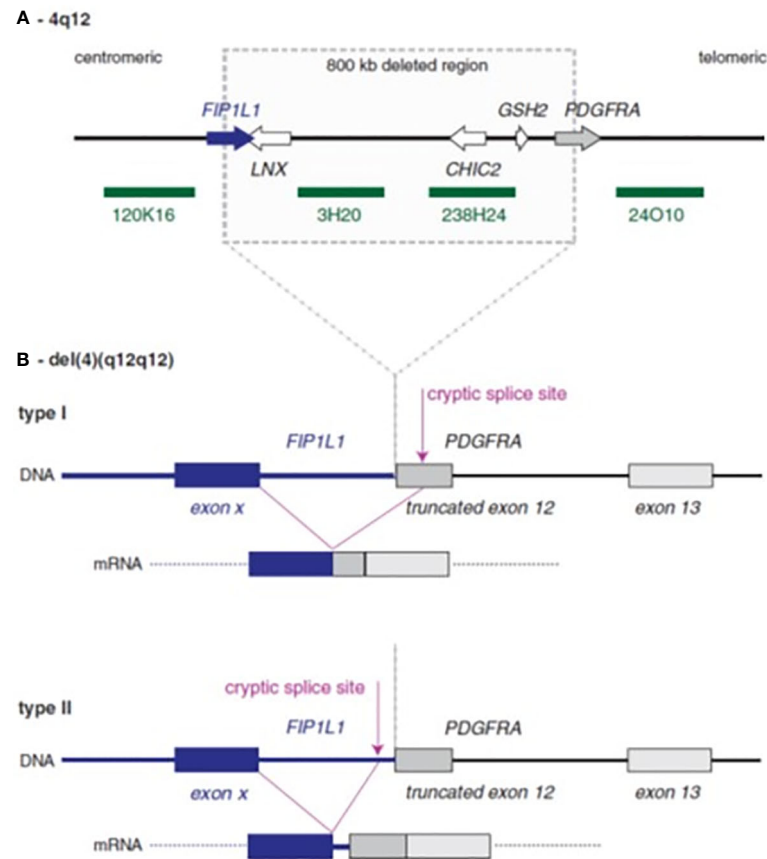 A - 4q12
centromeric
800 kb deleted region
telomeric
FIP1L1
GSH2
PDGFRA
LNX
CHIC2
120K16
3H20
238H24
24O10
B - del(4)(q12q12)
type I
cryptic splice site
FIP1L1
PDGFRA
DNA
exon x
truncated exon 12
exon 13
mRNA
cryptic splice site
type II
FIP1L1
PDGFRA
DNA
exon x
truncated exon 12
exon 13
mRNA